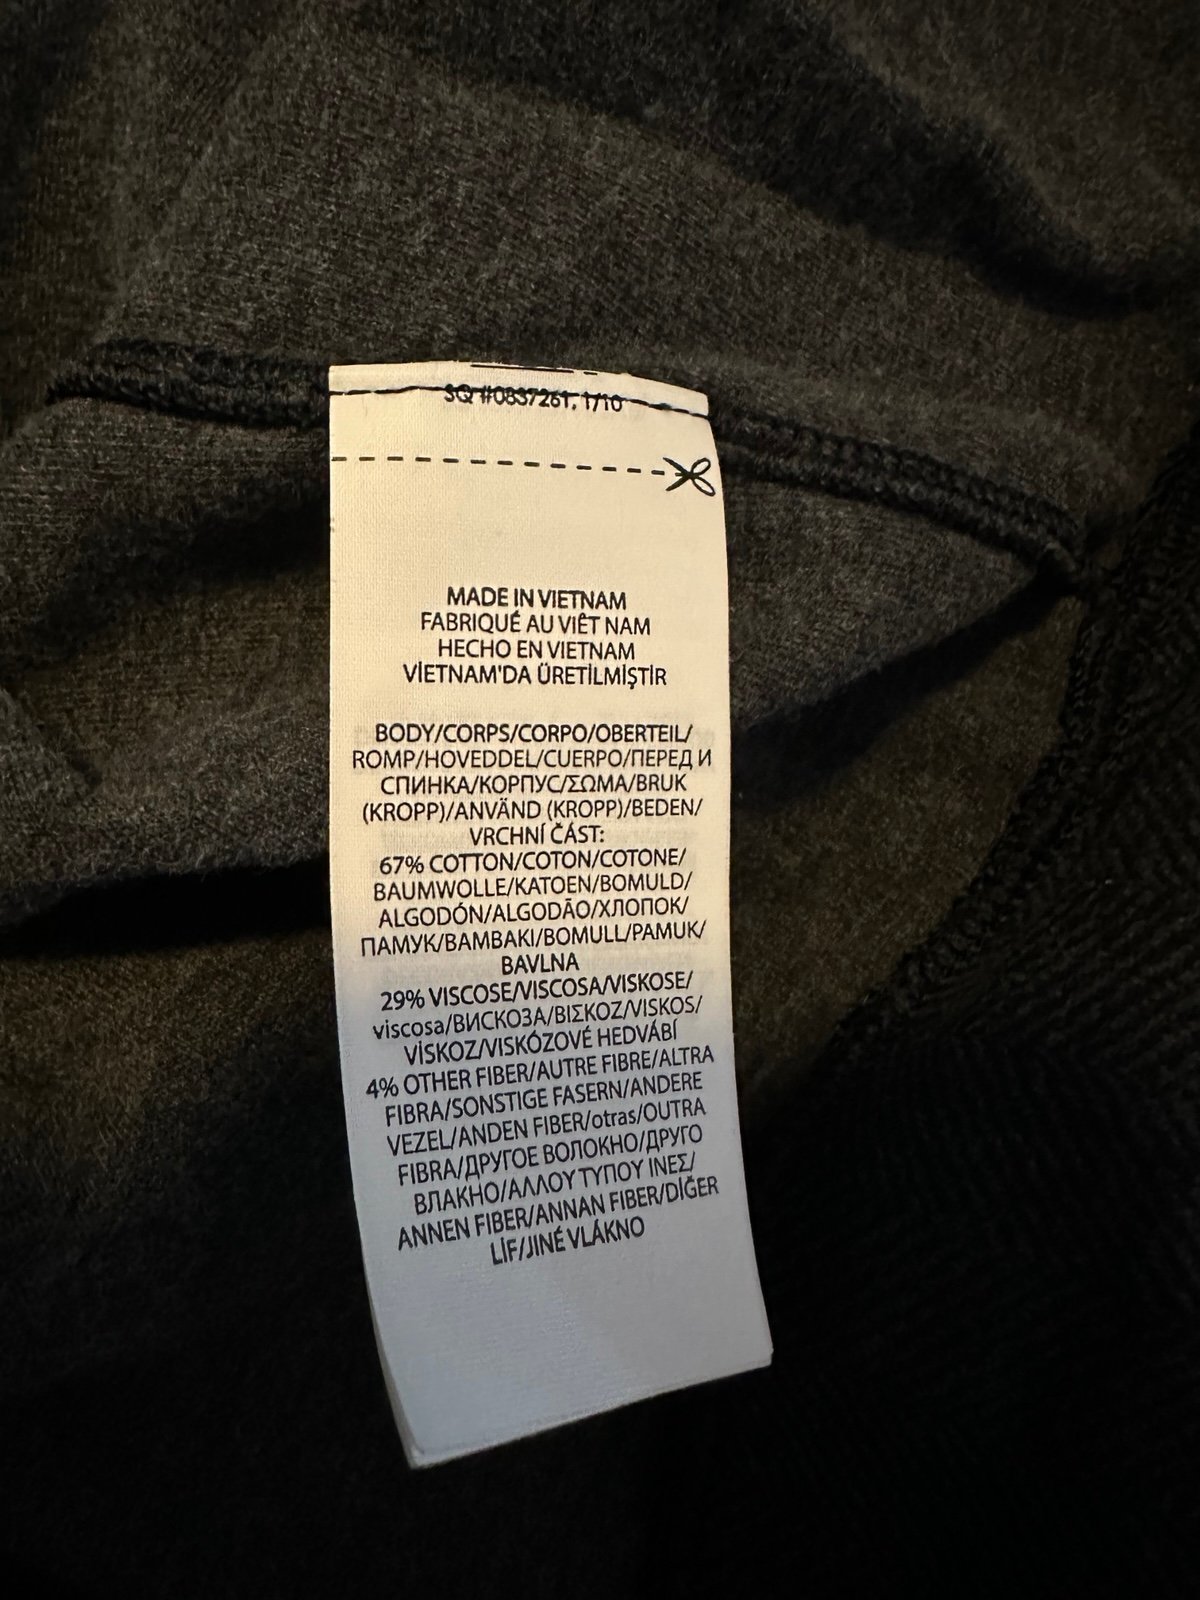 SQ #0837261, 1/10
MADE IN VIETNAM
FABRIQUÉ AU VIÊT NAM
HECHO EN VIETNAM
VİETNAM'DA ÜRETİLMİŞTİR
BODY/CORPS/CORPO/OBERTEIL/
ROMP/HOVEDDEL/CUERPO/ПЕРЕД И
СПИНКА/КОРПУС/ΣΩΜΑ/BRUK
(KROPP)/ANVÄND (KROPP)/BEDEN/
VRCHNÍ ČÁST:
67% COTTON/COTON/COTONE/
BAUMWOLLE/KATOEN/BOMULD/
ALGODÓN/ALGODÃO/ХЛОПОК/
ПАМУК/BAMBAKI/BOMULL/PAMUK/
BAVLNA
29% VISCOSE/VISCOSA/VISKOSE/
viscosa/ВИСКОЗА/ΒΙΣΚΟΖ/VISKOS/
VİSKOZ/VISKÓZOVÉ HEDVÁBÍ
4% OTHER FIBER/AUTRE FIBRE/ALTRA
FIBRA/SONSTIGE FASERN/ANDERE
VEZEL/ANDEN FIBER/otras/OUTRA
FIBRA/ДРУГОЕ ВОЛОКНО/ДРУГО
ВЛАКНО/ΑΛΛΟΥ ΤΥΠΟΥ ΙΝΕΣ/
ANNEN FIBER/ANNAN FIBER/DİĞER
LİF/JINÉ VLÁKNO